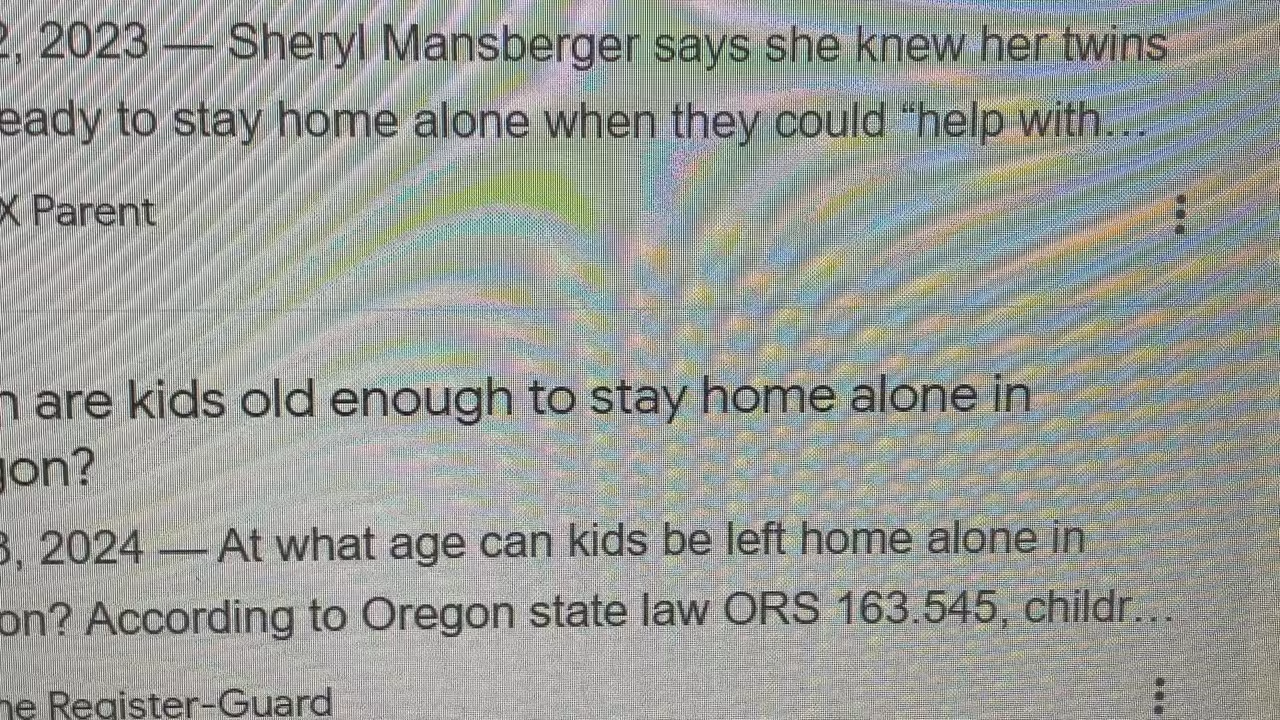 2, 2023 — Sheryl Mansberger says she knew her twins
eady to stay home alone when they could “help with...
X Parent
n are kids old enough to stay home alone in
gon?
3, 2024 — At what age can kids be left home alone in
on? According to Oregon state law ORS 163.545, childr...
he Register-Guard